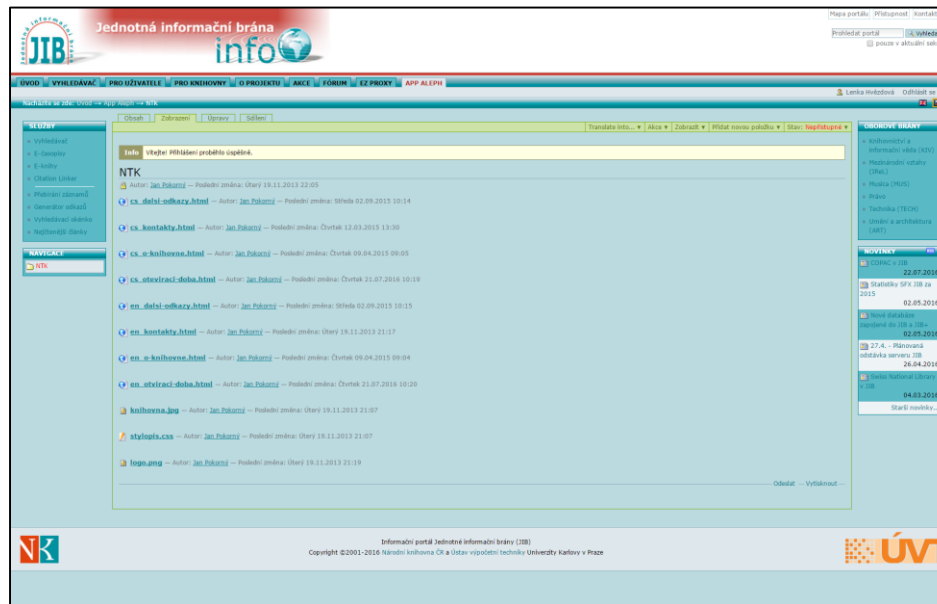 Mapa portálu Přístupnost Kontakt
informační
JIB
Jednotná informační brána
info
Prohledat portál
pouze v aktuální sek
ÚVOD VYHLEDÁVAČ PRO UŽIVATELE PRO KNIHOVNY O PROJEKTU AKCE FÓRUM EZ PROXY APP ALEPH
Lenka Hvězdová Odhlásit se
Nacházíte se zde: Úvod → App Aleph → NTK
SLUŽBY
» Vyhledávač
» E-časopisy
» E-knihy
» Citation Linker
» Přebírání záznamů
» Generátor odkazů
» Vyhledávací okénko
» Nejčtenější články
NAVIGACE
NTK
Obsah Zobrazení Úpravy Sdílení
Translate into... Akce Zobrazit Přidat novou položku Stav: Nepřístupné
Info Vítejte! Přihlášení proběhlo úspěšně.
NTK
Autor: Jan Pokorný — Poslední změna: Úterý 19.11.2013 22:05
cs_dalsi-odkazy.html — Autor: Jan Pokorný — Poslední změna: Středa 02.09.2015 10:14
cs_kontakty.html — Autor: Jan Pokorný — Poslední změna: Čtvrtek 12.03.2015 13:30
cs_o-knihovne.html — Autor: Jan Pokorný — Poslední změna: Čtvrtek 09.04.2015 09:05
cs_oteviraci-doba.html — Autor: Jan Pokorný — Poslední změna: Čtvrtek 21.07.2016 10:19
en_dalsi-odkazy.html — Autor: Jan Pokorný — Poslední změna: Středa 02.09.2015 10:15
en_kontakty.html — Autor: Jan Pokorný — Poslední změna: Úterý 19.11.2013 21:17
en_o-knihovne.html — Autor: Jan Pokorný — Poslední změna: Čtvrtek 09.04.2015 09:04
en_otviraci-doba.html — Autor: Jan Pokorný — Poslední změna: Čtvrtek 21.07.2016 10:20
knihovna.jpg — Autor: Jan Pokorný — Poslední změna: Úterý 19.11.2013 21:07
stylopis.css — Autor: Jan Pokorný — Poslední změna: Úterý 19.11.2013 21:07
logo.png — Autor: Jan Pokorný — Poslední změna: Úterý 19.11.2013 21:19
Odeslat — Vytisknout —
OBOROVÉ BRÁNY
» Knihovnictví a
informační věda (KIV)
» Mezinárodní vztahy
(IReL)
» Musica (MUS)
» Právo
» Technika (TECH)
» Umění a architektura
(ART)
NOVINKY
COPAC v JIB
22.07.2016
Statistiky SFX JIB za
2015
02.05.2016
Nové databáze
zapojené do JIB a JIB+
02.05.2016
27.4. - Plánovaná
odstávka serveru JIB
26.04.2016
Swiss National Library
v JIB
04.03.2016
Starší novinky...
NK
Informační portál Jednotné informační brány (JIB)
Copyright ©2001-2016 Národní knihovna ČR a Ústav výpočetní techniky Univerzity Karlovy v Praze
ÚV